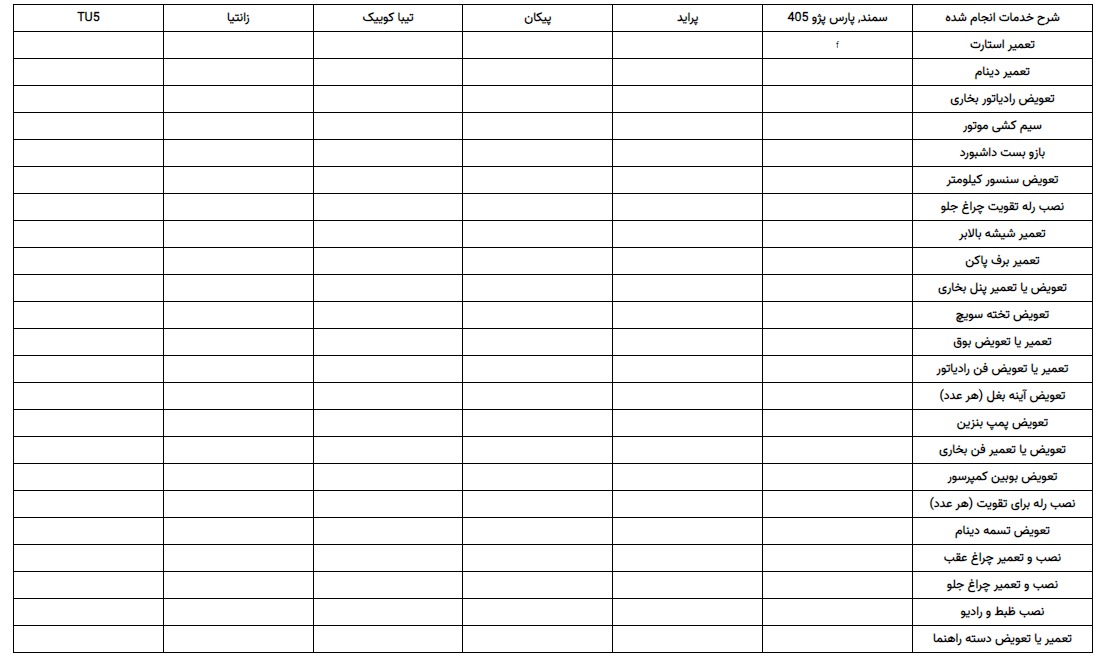 شرح خدمات انجام شده	سمند, پارس پژو 405	پراید	پیکان	تیبا کوییک	زانتیا	TU5
تعمیر استارت	f
تعمیر دینام
تعویض رادیاتور بخاری
سیم کشی موتور
بازو بست داشبورد
تعویض سنسور کیلومتر
نصب رله تقویت چراغ جلو
تعمیر شیشه بالابر
تعمیر برف پاکن
تعویض یا تعمیر پنل بخاری
تعویض تخته سویچ
تعمیر یا تعویض بوق
تعمیر یا تعویض فن رادیاتور
تعویض آینه بغل (هر عدد)
تعویض پمپ بنزین
تعویض یا تعمیر فن بخاری
تعویض بوبین کمپرسور
نصب رله برای تقویت (هر عدد)
تعویض تسمه دینام
نصب و تعمیر چراغ عقب
نصب و تعمیر چراغ جلو
نصب ظبط و رادیو
تعمیر یا تعویض دسته راهنما